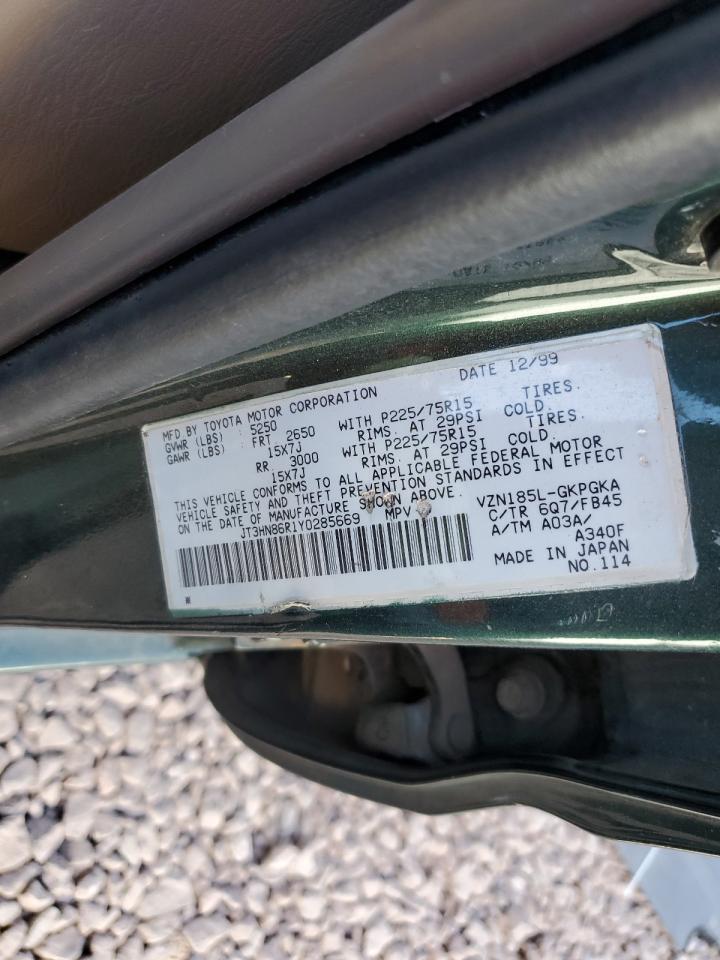 MFD BY TOYOTA MOTOR CORPORATION DATE 12/99
GVWR (LBS) : 5250
GAWR (LBS) : FRT 2650 WITH P225/75R15 TIRES.
15X7J RIMS. AT 29PSI COLD.
RR 3000 WITH P225/75R15 TIRES.
15X7J RIMS. AT 29PSI COLD.
THIS VEHICLE CONFORMS TO ALL APPLICABLE FEDERAL MOTOR
VEHICLE SAFETY AND THEFT PREVENTION STANDARDS IN EFFECT
ON THE DATE OF MANUFACTURE SHOWN ABOVE.
JT3HN86R1Y0285669 MPV
VZN185L-GKPGKA
C/TR 6Q7/FB45
A/TM A03A/
A340F
MADE IN JAPAN
NO.114